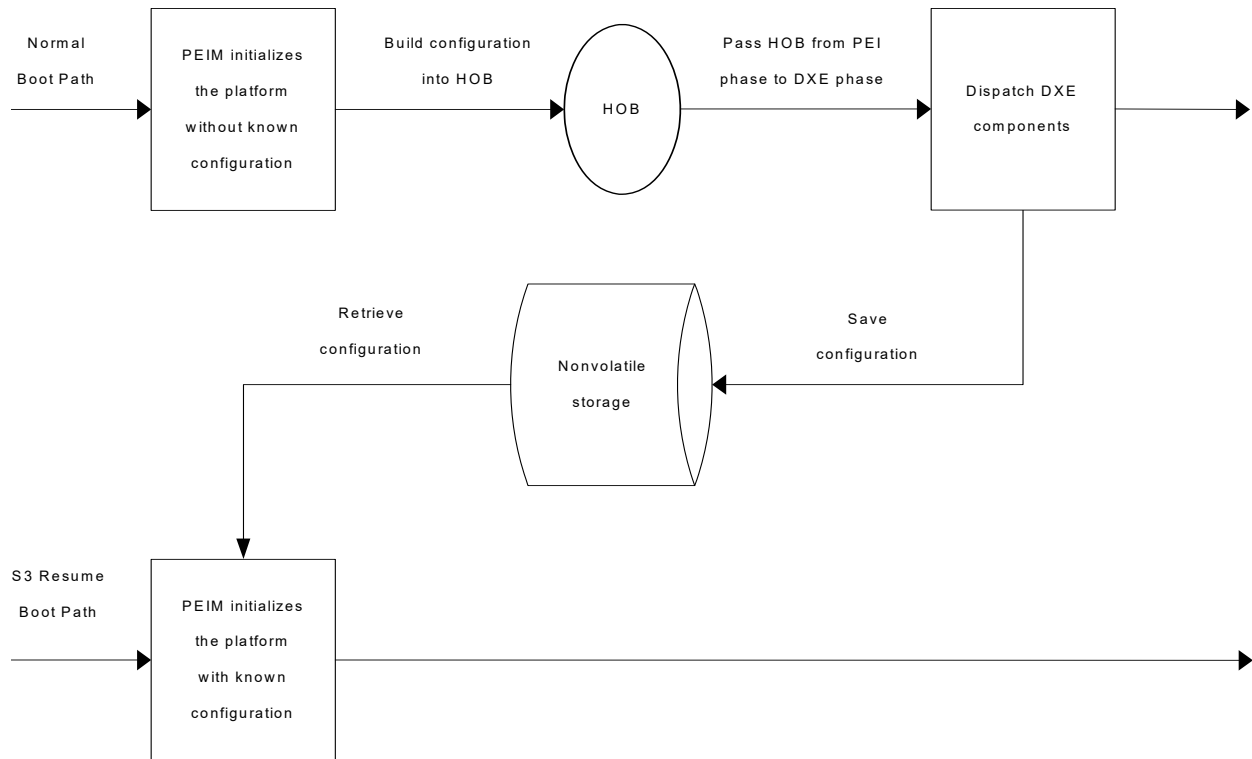 Normal
Boot Path
PEIM initializes
the platform
without known
configuration
Build configuration
into HOB
HOB
Pass HOB from PEI
phase to DXE phase
Dispatch DXE
components
Retrieve
configuration
Nonvolatile
storage
Save
configuration
S3 Resume
Boot Path
PEIM initializes
the platform
with known
configuration